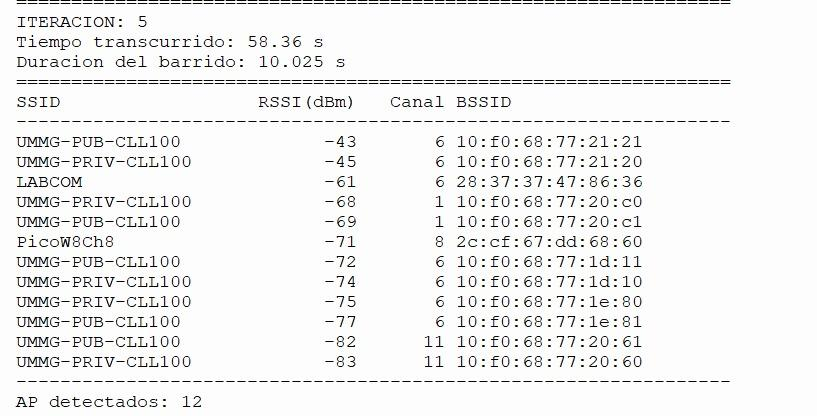 ======================================================================
ITERACION: 5
Tiempo transcurrido: 58.36 s
Duracion del barrido: 10.025 s
======================================================================
SSID                  RSSI(dBm)   Canal BSSID
----------------------------------------------------------------------
UMMG-PUB-CLL100             -43       6 10:f0:68:77:21:21
UMMG-PRIV-CLL100            -45       6 10:f0:68:77:21:20
LABCOM                      -61       6 28:37:37:47:86:36
UMMG-PRIV-CLL100            -68       1 10:f0:68:77:20:c0
UMMG-PUB-CLL100             -69       1 10:f0:68:77:20:c1
PicoW8Ch8                   -71       8 2c:cf:67:dd:68:60
UMMG-PUB-CLL100             -72       6 10:f0:68:77:1d:11
UMMG-PRIV-CLL100            -74       6 10:f0:68:77:1d:10
UMMG-PRIV-CLL100            -75       6 10:f0:68:77:1e:80
UMMG-PUB-CLL100             -77       6 10:f0:68:77:1e:81
UMMG-PUB-CLL100             -82      11 10:f0:68:77:20:61
UMMG-PRIV-CLL100            -83      11 10:f0:68:77:20:60
----------------------------------------------------------------------
AP detectados: 12